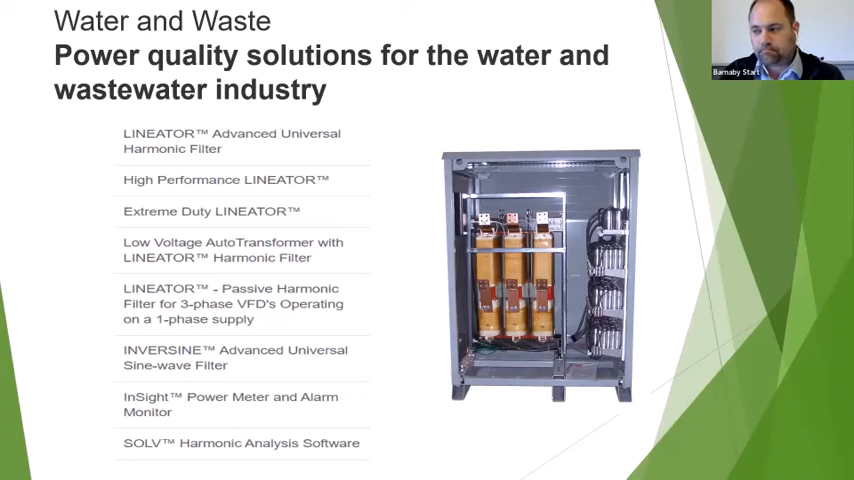 Water and Waste
Power quality solutions for the water and
wastewater industry
LINEATOR™ Advanced Universal
Harmonic Filter
High Performance LINEATOR™
Extreme Duty LINEATOR™
Low Voltage AutoTransformer with
LINEATOR™ Harmonic Filter
LINEATOR™ - Passive Harmonic
Filter for 3-phase VFD's Operating
on a 1-phase supply
INVERSINE™ Advanced Universal
Sine-wave Filter
InSight™ Power Meter and Alarm
Monitor
SOLV™ Harmonic Analysis Software
Barnaby Start